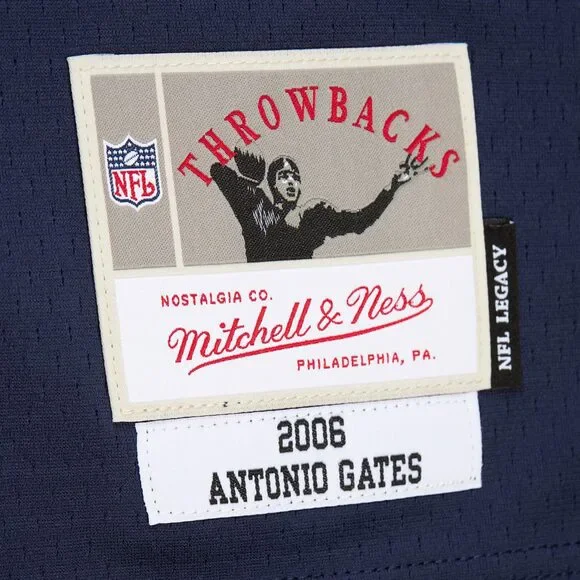 THROWBACKS
NFL
NOSTALGIA CO.
Mitchell & Ness
PHILADELPHIA, PA.
NFL LEGACY
2006
ANTONIO GATES